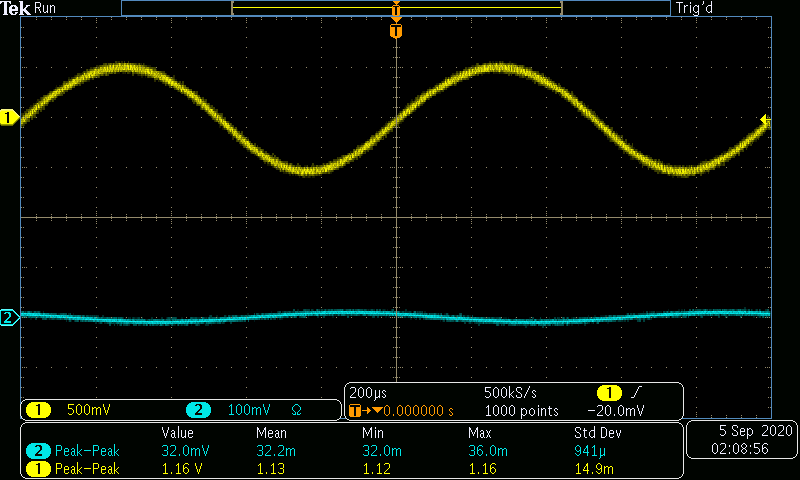 Tek Run Trig'd
T
T
1
2
1 500mV 2 100mV Ω
200µs 500kS/s 1
T→▼0.000000 s 1000 points −20.0mV
Value Mean Min Max Std Dev
2 Peak−Peak 32.0mV 32.2m 32.0m 36.0m 941µ
1 Peak−Peak 1.16 V 1.13 1.12 1.16 14.9m
5 Sep 2020
02:08:56